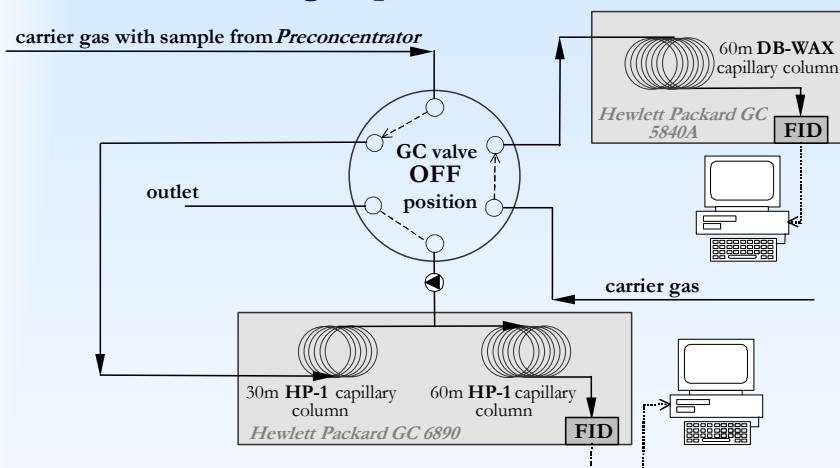 carrier gas with sample from Preconcentrator
60m DB-WAX
capillary column
Hewlett Packard GC
5840A
FID
GC valve
OFF
position
outlet
carrier gas
30m HP-1 capillary
column
60m HP-1 capillary
column
FID
Hewlett Packard GC 6890